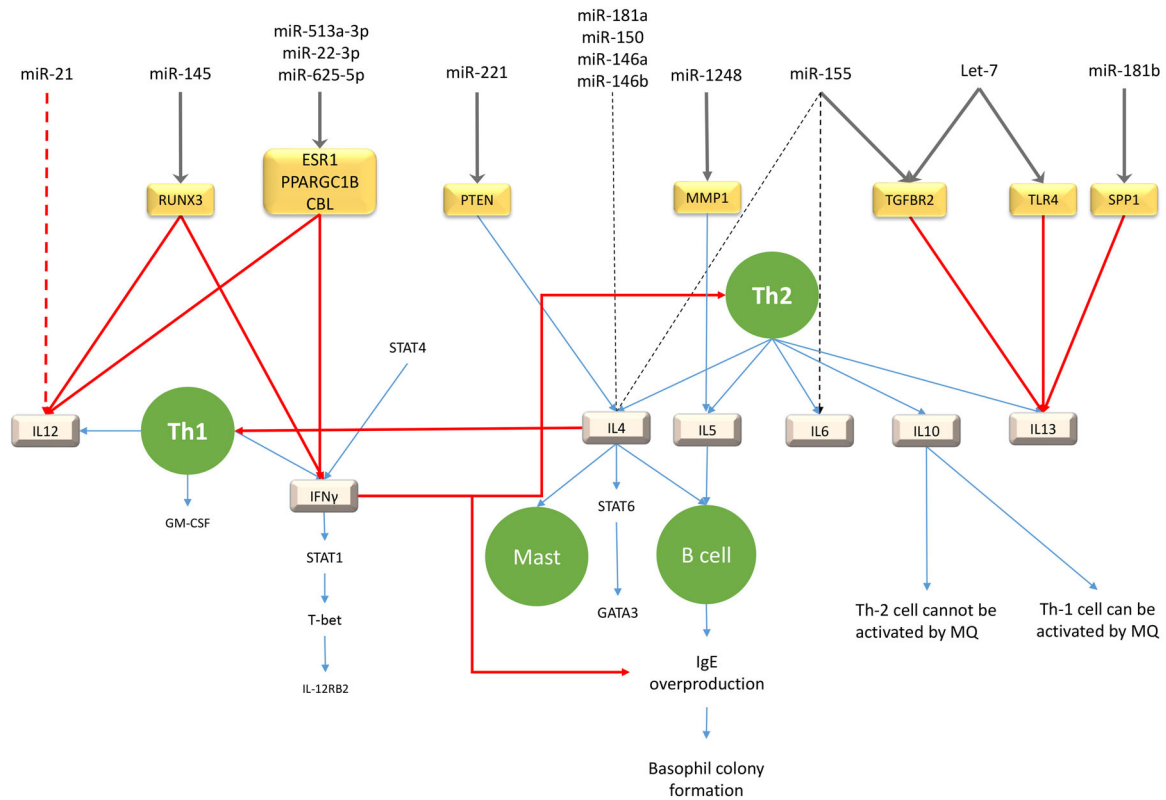 miR-21
miR-145
miR-513a-3p
miR-22-3p
miR-625-5p
miR-221
miR-181a
miR-150
miR-146a
miR-146b
miR-1248
miR-155
Let-7
miR-181b
RUNX3
ESR1
PPARGC1B
CBL
PTEN
MMP1
TGFBR2
TLR4
SPP1
Th2
STAT4
IL12
Th1
IL4
IL5
IL6
IL10
IL13
IFNγ
GM-CSF
STAT6
STAT1
Mast
B cell
GATA3
T-bet
Th-2 cell cannot be
activated by MQ
Th-1 cell can be
activated by MQ
IL-12RB2
IgE
overproduction
Basophil colony
formation